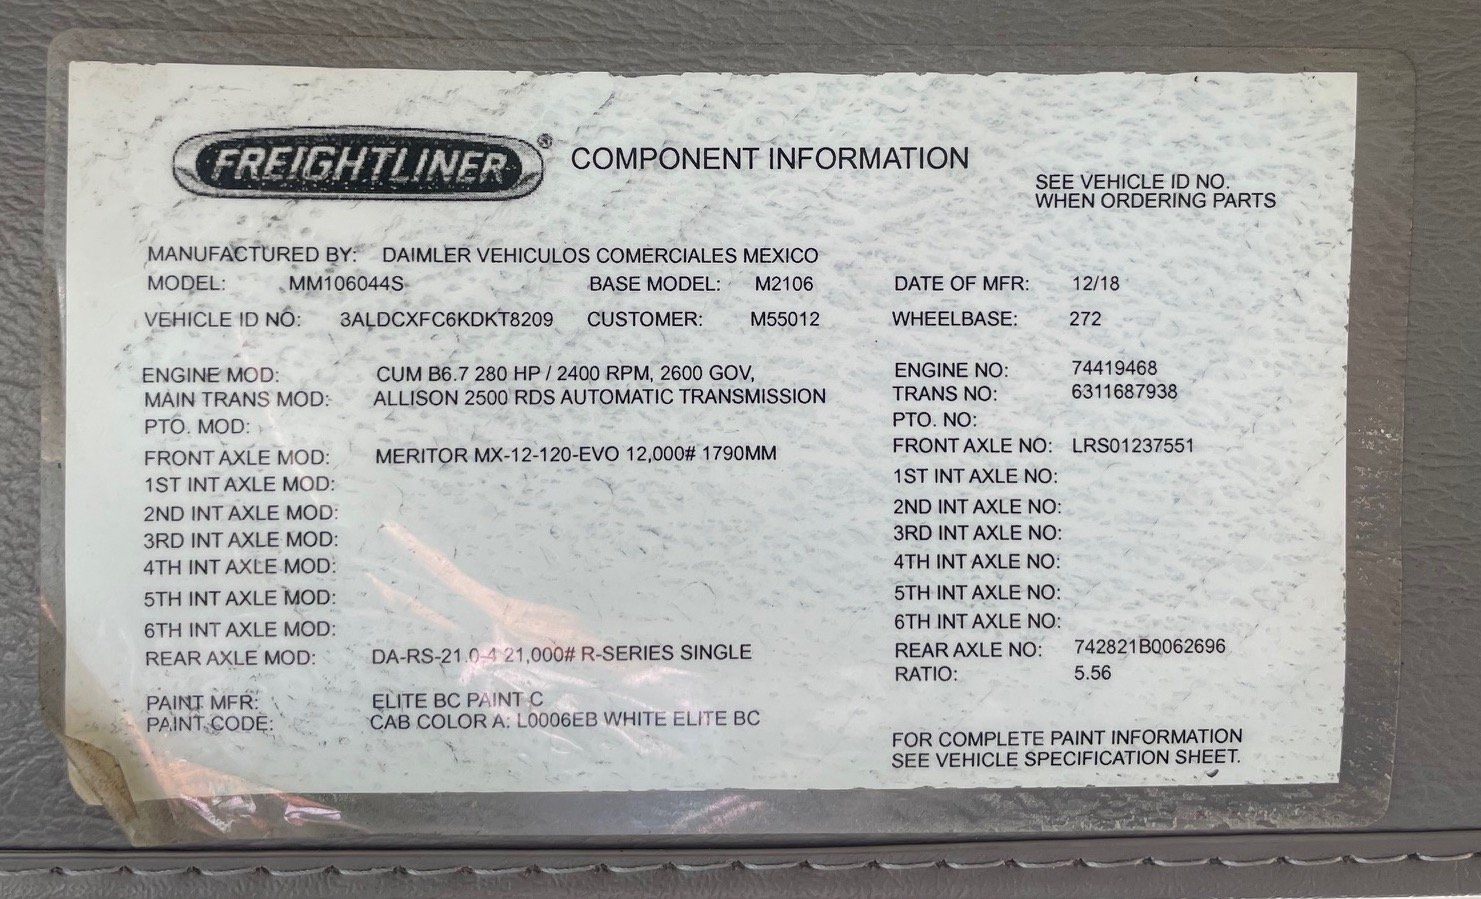 FREIGHTLINER® COMPONENT INFORMATION
SEE VEHICLE ID NO.
WHEN ORDERING PARTS
MANUFACTURED BY: DAIMLER VEHICULOS COMERCIALES MEXICO
MODEL: MM106044S BASE MODEL: M2106 DATE OF MFR: 12/18
VEHICLE ID NO: 3ALDCXFC6KDKT8209 CUSTOMER: M55012 WHEELBASE: 272
ENGINE MOD: CUM B6.7 280 HP / 2400 RPM, 2600 GOV, ENGINE NO: 74419468
MAIN TRANS MOD: ALLISON 2500 RDS AUTOMATIC TRANSMISSION TRANS NO: 6311687938
PTO. MOD: PTO. NO:
FRONT AXLE MOD: MERITOR MX-12-120-EVO 12,000# 1790MM FRONT AXLE NO: LRS01237551
1ST INT AXLE MOD: 1ST INT AXLE NO:
2ND INT AXLE MOD: 2ND INT AXLE NO:
3RD INT AXLE MOD: 3RD INT AXLE NO:
4TH INT AXLE MOD: 4TH INT AXLE NO:
5TH INT AXLE MOD: 5TH INT AXLE NO:
6TH INT AXLE MOD: 6TH INT AXLE NO:
REAR AXLE MOD: DA-RS-21.0-4 21,000# R-SERIES SINGLE REAR AXLE NO: 742821B0062696
RATIO: 5.56
PAINT MFR: ELITE BC PAINT C
PAINT CODE: CAB COLOR A: L0006EB WHITE ELITE BC
FOR COMPLETE PAINT INFORMATION
SEE VEHICLE SPECIFICATION SHEET.